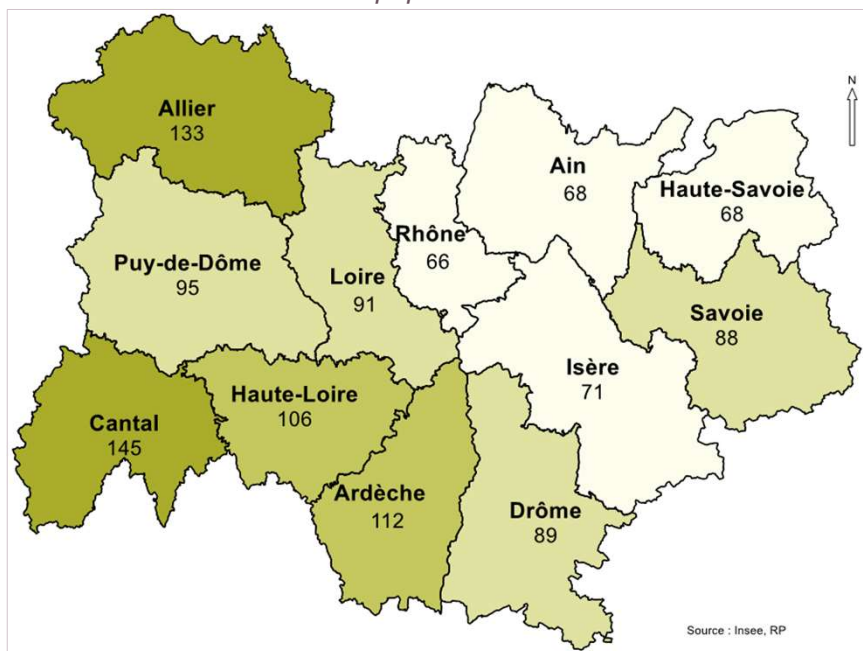 N
Allier
133
Ain
68
Haute-Savoie
68
Rhône
66
Puy-de-Dôme
95
Loire
91
Savoie
88
Isère
71
Haute-Loire
106
Cantal
145
Ardèche
112
Drôme
89
Source : Insee, RP